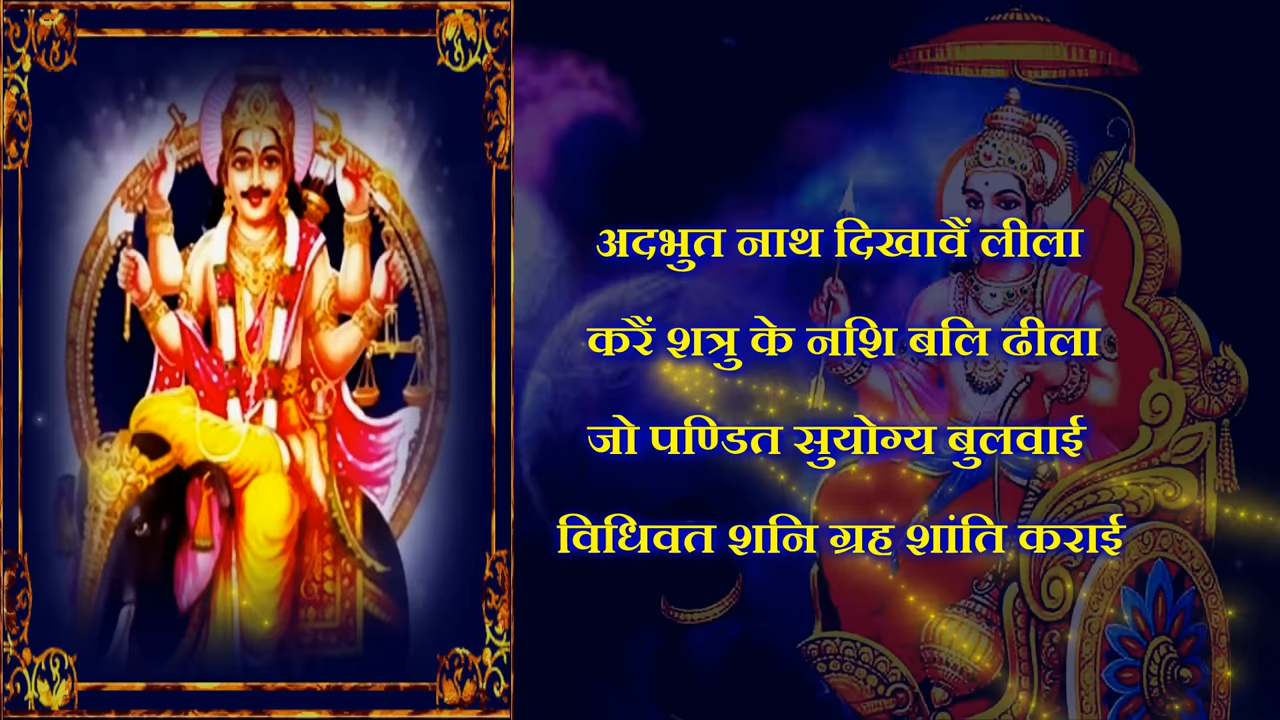 अदभुत नाथ दिखावैं लीला
करैं शत्रु के नशि बलि ढीला
जो पण्डित सुयोग्य बुलवाई
विधिवत शनि ग्रह शांति कराई